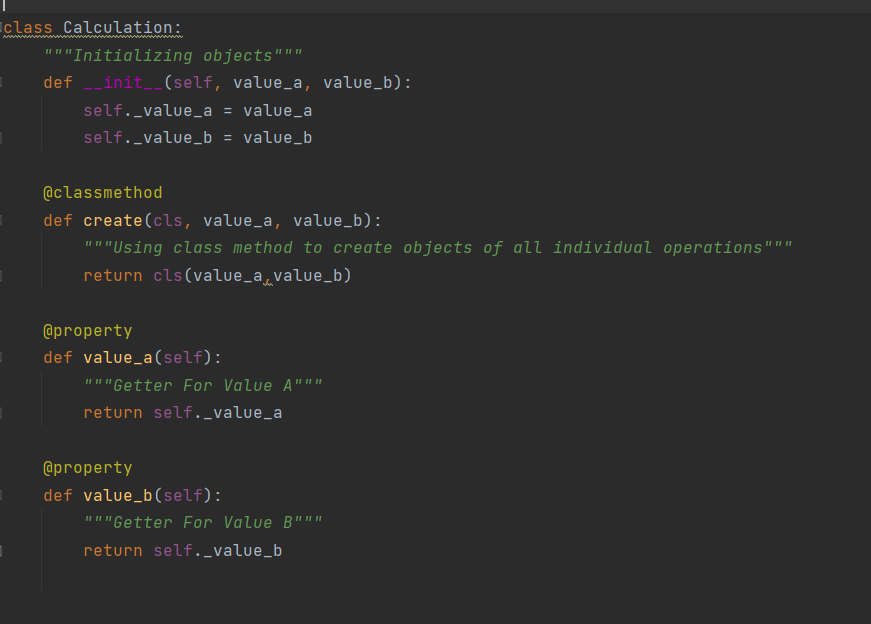 class Calculation:
    """Initializing objects"""
    def __init__(self, value_a, value_b):
        self._value_a = value_a
        self._value_b = value_b
    @classmethod
    def create(cls, value_a, value_b):
        """Using class method to create objects of all individual operations"""
        return cls(value_a,value_b)
    @property
    def value_a(self):
        """Getter For Value A"""
        return self._value_a
    @property
    def value_b(self):
        """Getter For Value B"""
        return self._value_b